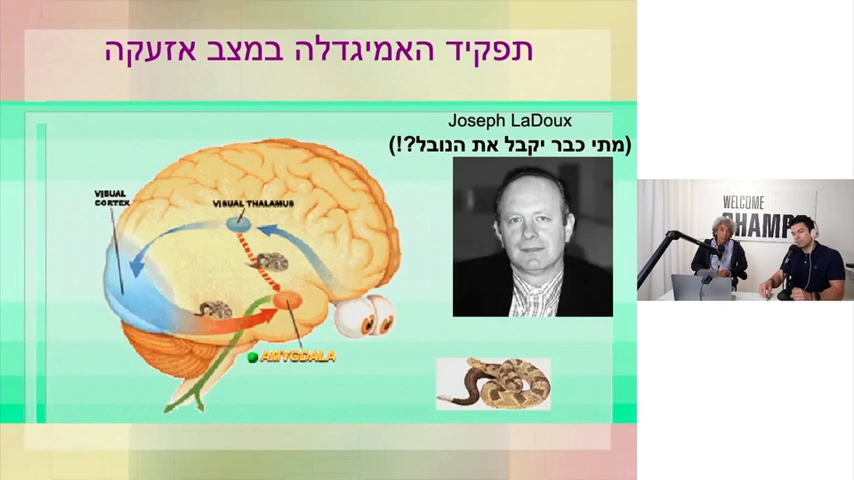 תפקיד האמיגדלה במצב אזעקה
Joseph LaDoux
(מתי כבר יקבל את הנובל?!)
VISUAL
CORTEX
VISUAL THALAMUS
AMYGDALA
WELCOME
CHAMP